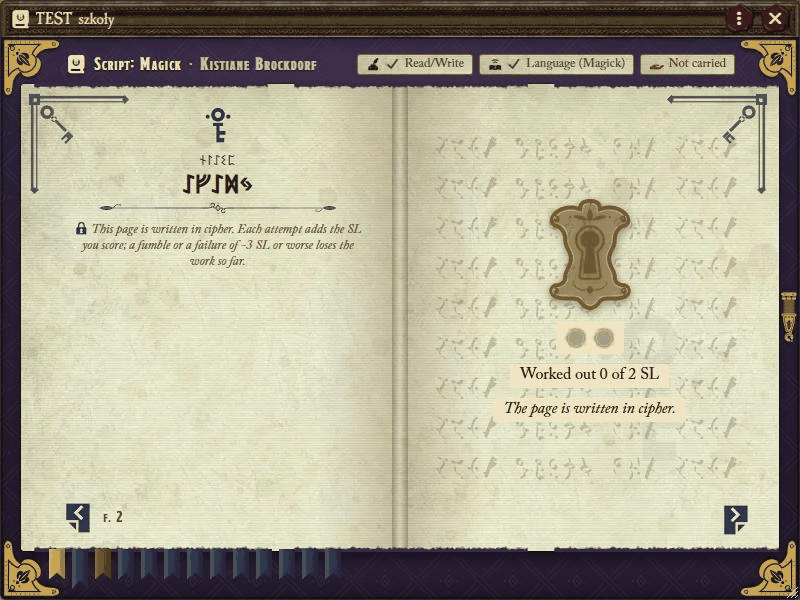 TEST szkoły
Script: Magick · Kistiane Brockdorf
Read/Write
Language (Magick)
Not carried
This page is written in cipher. Each attempt adds the SL
you score; a fumble or a failure of −3 SL or worse loses the
work so far.
Worked out 0 of 2 SL
The page is written in cipher.
F. 2